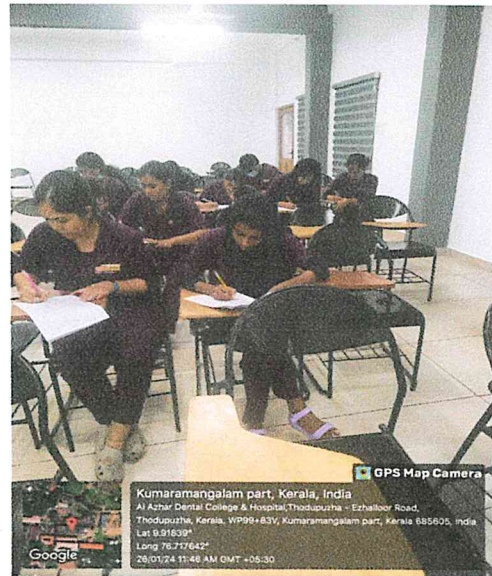 GPS Map Camera
Kumaramangalam part, Kerala, India
Al Azhar Dental College & Hospital,Thodupuzha - Ezhalloor Road,
Thodupuzha, Kerala, WP99+83V, Kumaramangalam part, Kerala 685605, India
Lat 9.91839°
Long 76.717642°
26/01/24 11:46 AM GMT +05:30
Google